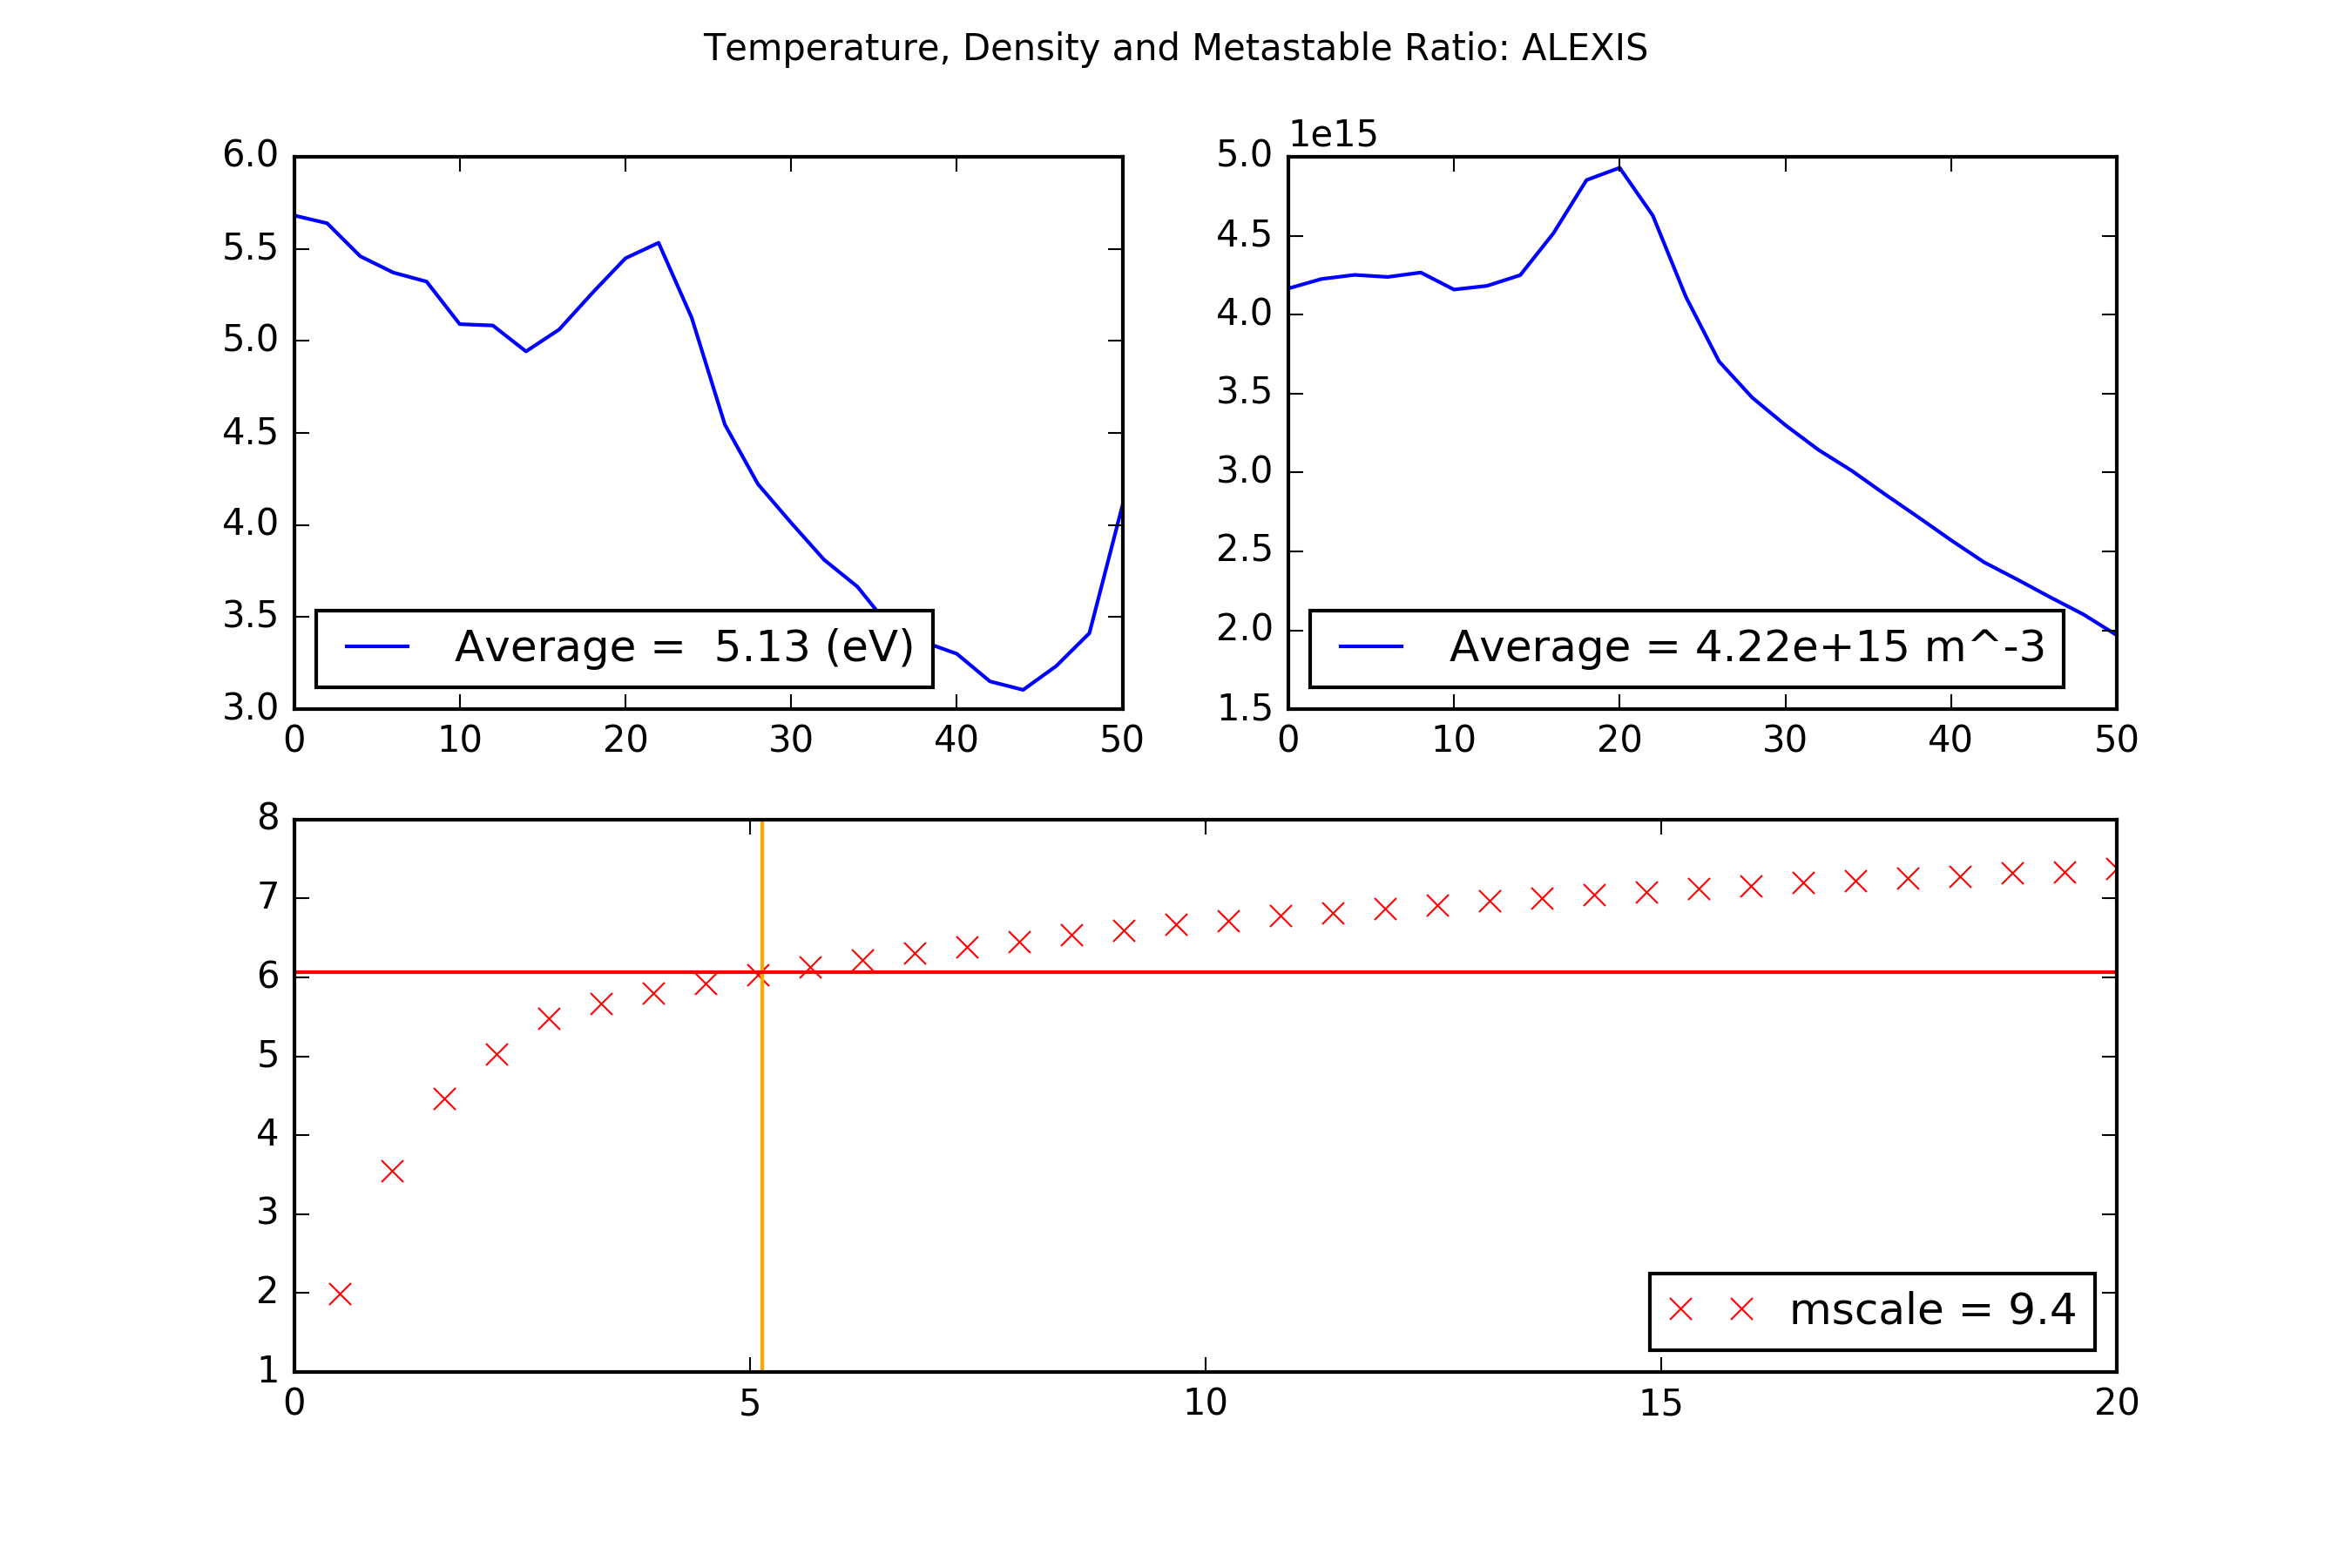 Temperature, Density and Metastable Ratio: ALEXIS
6.0
5.5
5.0
4.5
4.0
3.5
3.0
0 10 20 30 40 50
Average =  5.13 (eV)
1e15
5.0
4.5
4.0
3.5
3.0
2.5
2.0
1.5
0 10 20 30 40 50
Average = 4.22e+15 m^-3
8
7
6
5
4
3
2
1
0 5 10 15 20
mscale = 9.4